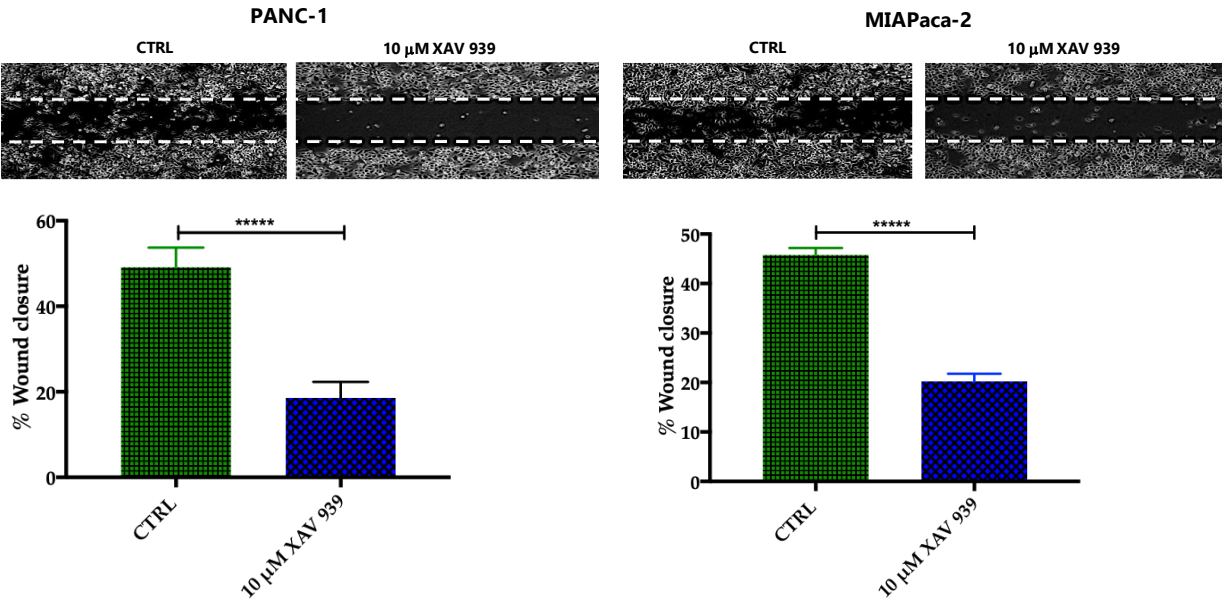 PANC-1
CTRL
10 µM XAV 939
MIAPaca-2
CTRL
10 µM XAV 939
% Wound closure
60
40
20
0
*****
CTRL
10 µM XAV 939
% Wound closure
50
40
30
20
10
0
*****
CTRL
10 µM XAV 939